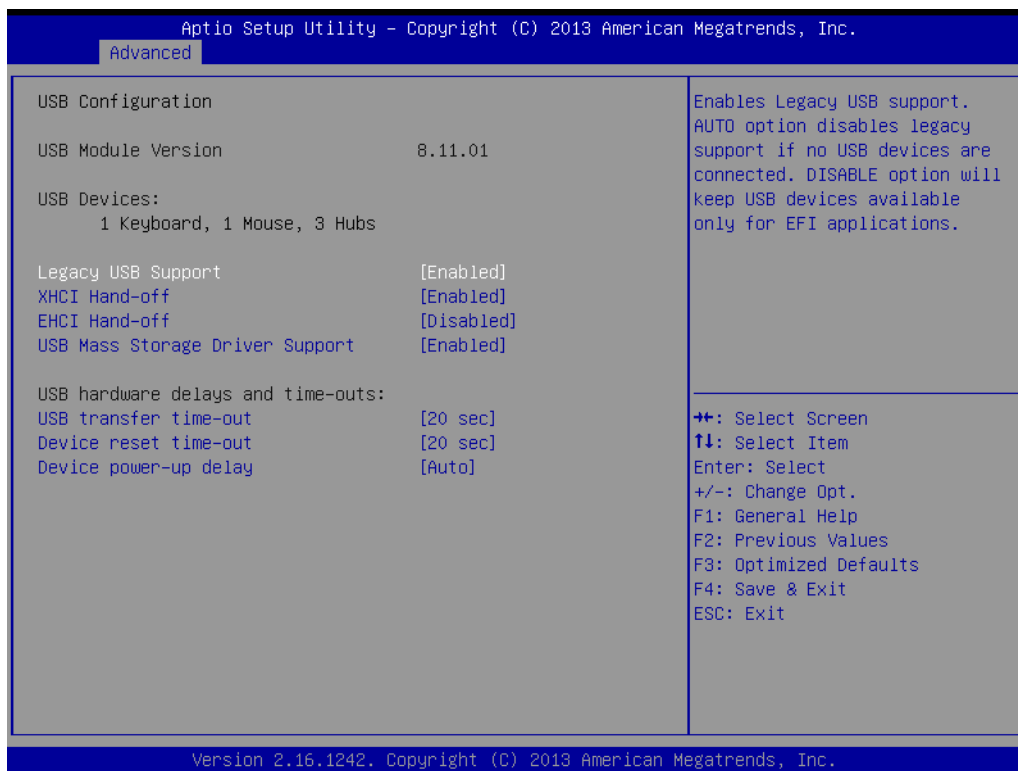 Aptio Setup Utility – Copyright (C) 2013 American Megatrends, Inc.
Advanced
USB Configuration
USB Module Version 8.11.01
USB Devices:
1 Keyboard, 1 Mouse, 3 Hubs
Legacy USB Support [Enabled]
XHCI Hand-off [Enabled]
EHCI Hand-off [Disabled]
USB Mass Storage Driver Support [Enabled]
USB hardware delays and time-outs:
USB transfer time-out [20 sec]
Device reset time-out [20 sec]
Device power-up delay [Auto]
Enables Legacy USB support.
AUTO option disables legacy
support if no USB devices are
connected. DISABLE option will
keep USB devices available
only for EFI applications.
→←: Select Screen
↑↓: Select Item
Enter: Select
+/-: Change Opt.
F1: General Help
F2: Previous Values
F3: Optimized Defaults
F4: Save & Exit
ESC: Exit
Version 2.16.1242. Copyright (C) 2013 American Megatrends, Inc.